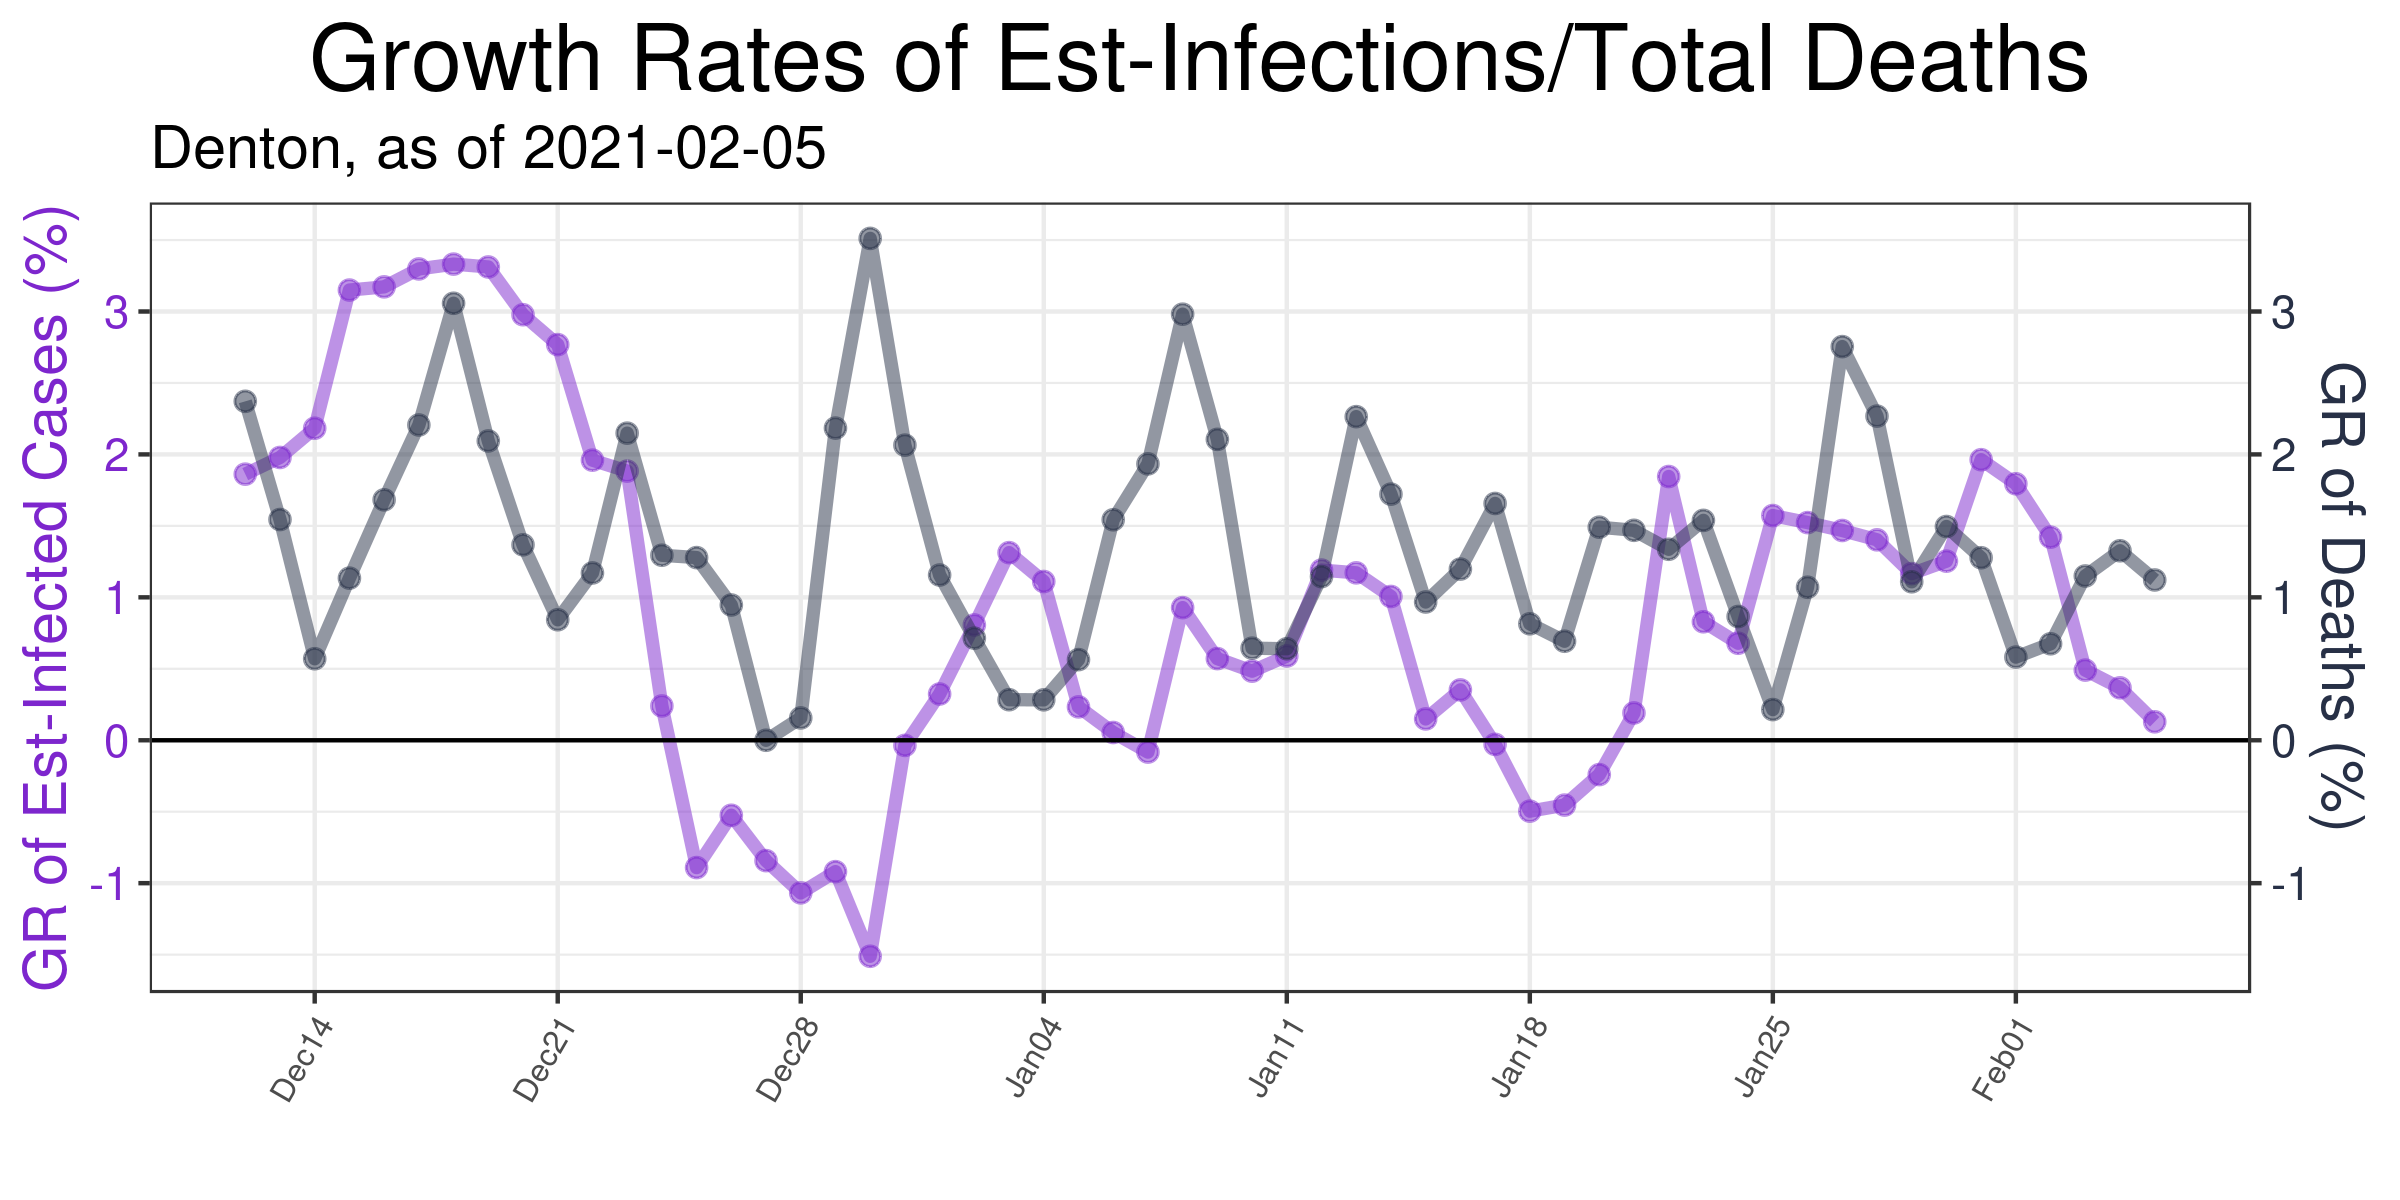 Growth Rates of Est-Infections/Total Deaths
Denton, as of 2021-02-05
GR of Est-Infected Cases (%)
3
2
1
0
-1
3
2
1
0
-1
GR of Deaths (%)
Dec14
Dec21
Dec28
Jan04
Jan11
Jan18
Jan25
Feb01